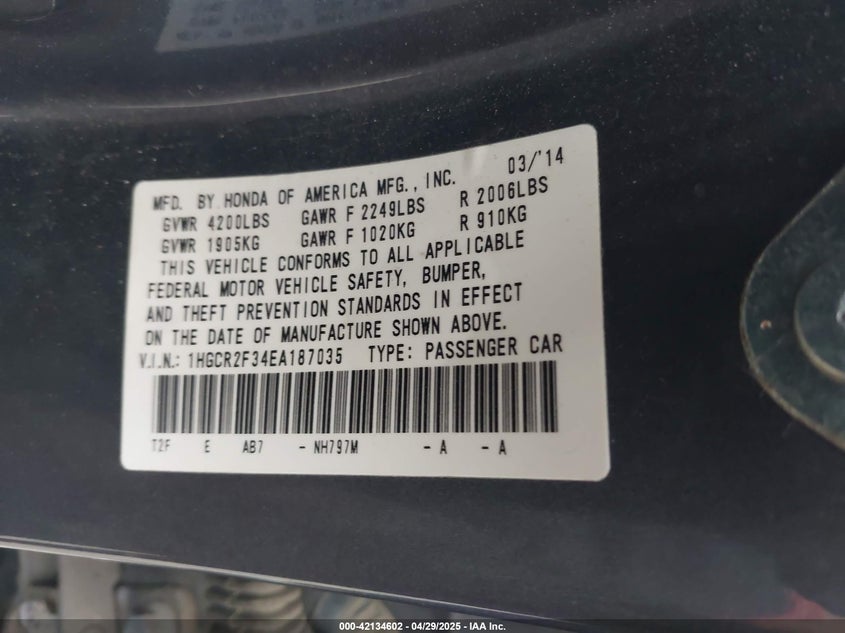 MFD. BY HONDA OF AMERICA MFG., INC. 03/'14
GVWR 4200LBS GAWR F 2249LBS R 2006LBS
GVWR 1905KG GAWR F 1020KG R 910KG
THIS VEHICLE CONFORMS TO ALL APPLICABLE
FEDERAL MOTOR VEHICLE SAFETY, BUMPER,
AND THEFT PREVENTION STANDARDS IN EFFECT
ON THE DATE OF MANUFACTURE SHOWN ABOVE.
V.I.N.: 1HGCR2F34EA187035 TYPE: PASSENGER CAR
T2F E AB7 - NH797M - A - A
000-42134602 - 04/29/2025 - IAA Inc.